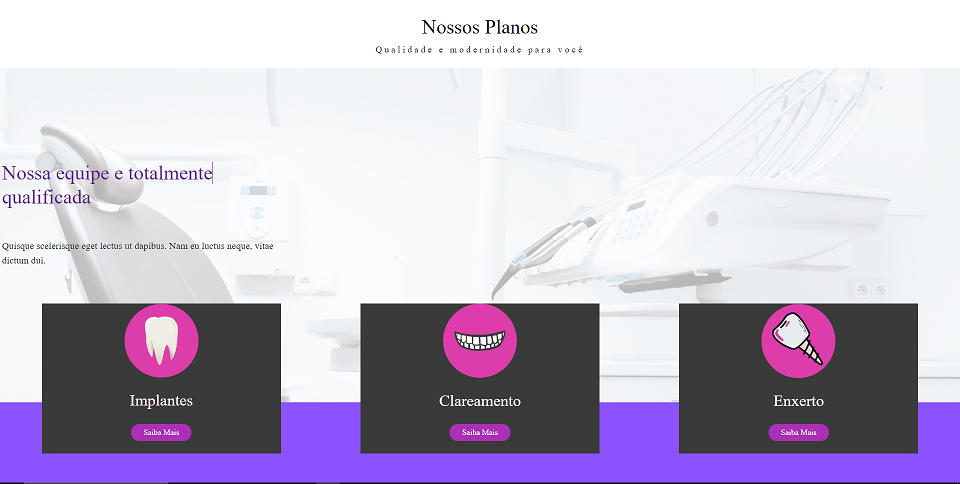 Nossos Planos
Qualidade e modernidade para você
Nossa equipe e totalmente
qualificada
Quisque scelerisque eget lectus ut dapibus. Nam eu luctus neque, vitae
dictum dui.
Implantes
Clareamento
Enxerto
Saiba Mais
Saiba Mais
Saiba Mais